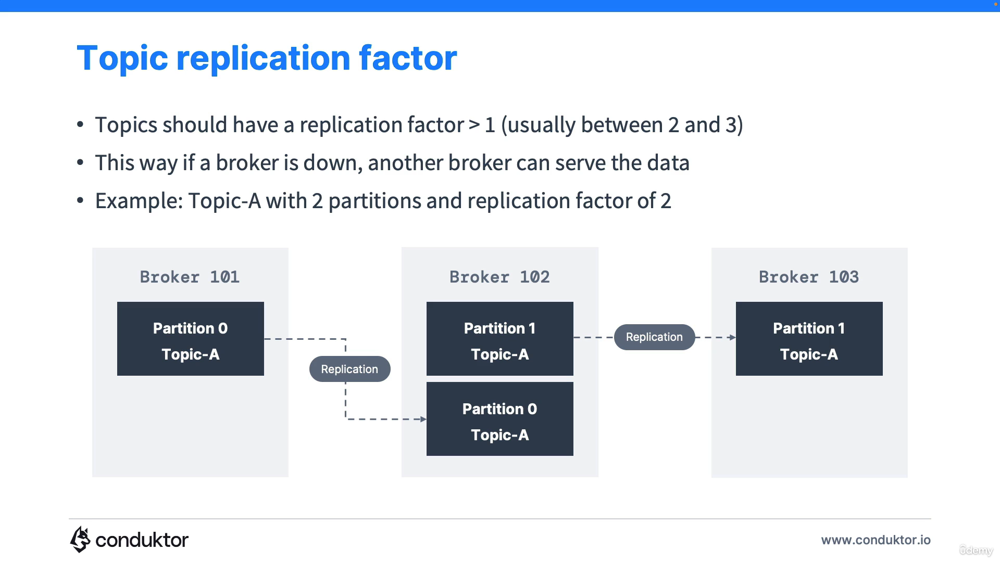 Topic replication factor
• Topics should have a replication factor > 1 (usually between 2 and 3)
• This way if a broker is down, another broker can serve the data
• Example: Topic-A with 2 partitions and replication factor of 2
Broker 101
Partition 0
Topic-A
Replication
Broker 102
Partition 1
Topic-A
Partition 0
Topic-A
Replication
Broker 103
Partition 1
Topic-A
conduktor
www.conduktor.io
ûdemy